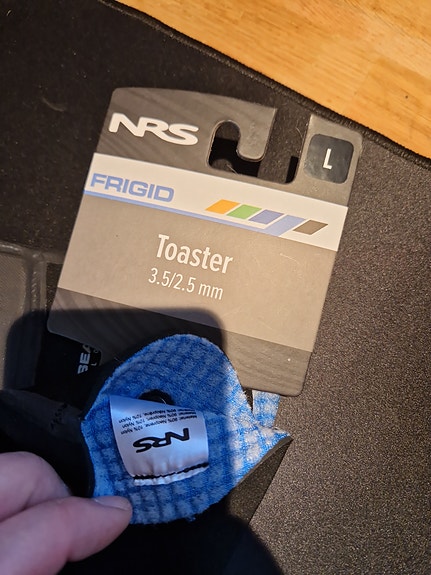 NRS
L
FRIGID
Toaster
3.5/2.5 mm
NRS